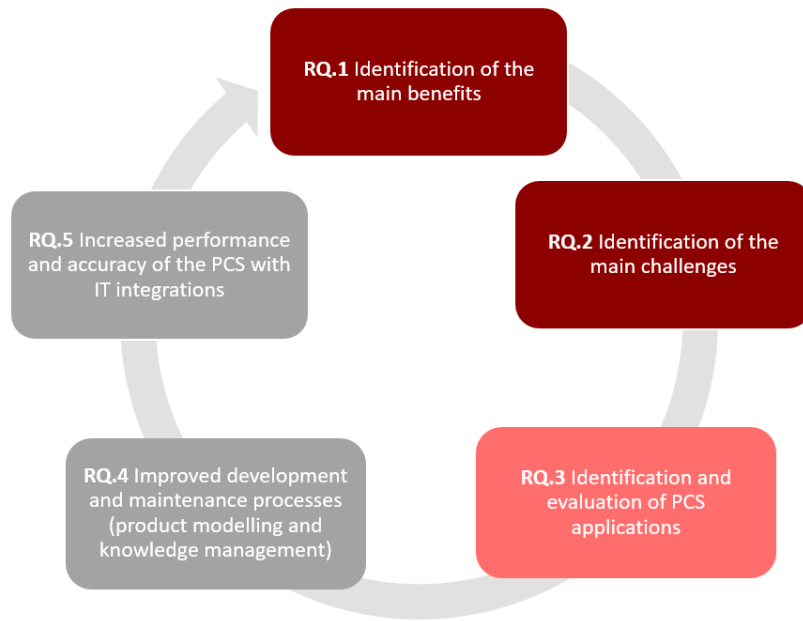 RQ.1 Identification of the
main benefits
RQ.2 Identification of the
main challenges
RQ.3 Identification and
evaluation of PCS
applications
RQ.4 Improved development
and maintenance processes
(product modelling and
knowledge management)
RQ.5 Increased performance
and accuracy of the PCS with
IT integrations